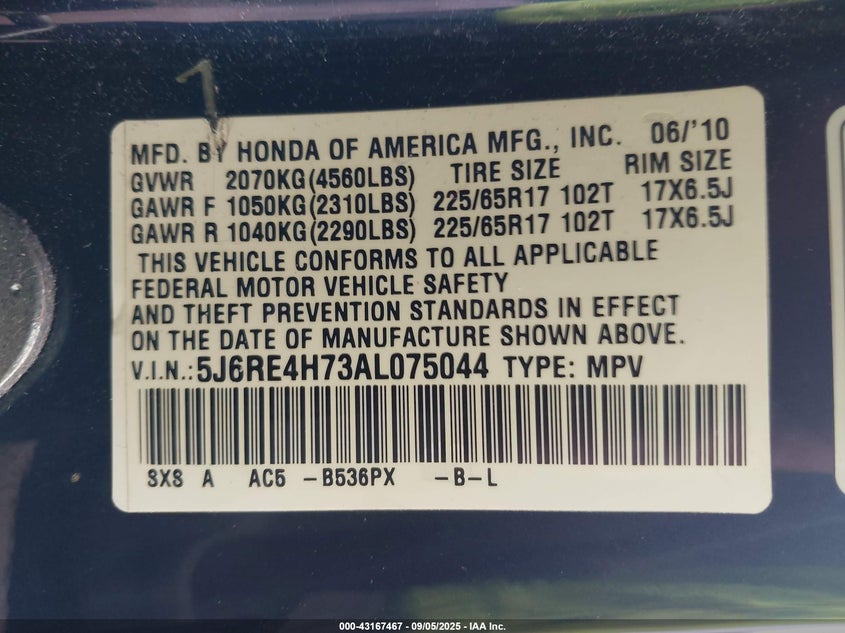 7
MFD. BY HONDA OF AMERICA MFG., INC. 06/'10
GVWR 2070KG(4560LBS) TIRE SIZE RIM SIZE
GAWR F 1050KG(2310LBS) 225/65R17 102T 17X6.5J
GAWR R 1040KG(2290LBS) 225/65R17 102T 17X6.5J
THIS VEHICLE CONFORMS TO ALL APPLICABLE
FEDERAL MOTOR VEHICLE SAFETY
AND THEFT PREVENTION STANDARDS IN EFFECT
ON THE DATE OF MANUFACTURE SHOWN ABOVE.
V.I.N.: 5J6RE4H73AL075044 TYPE: MPV
SXS A AC5 -B536PX -B-L
000-43167467 - 09/05/2025 - IAA Inc.